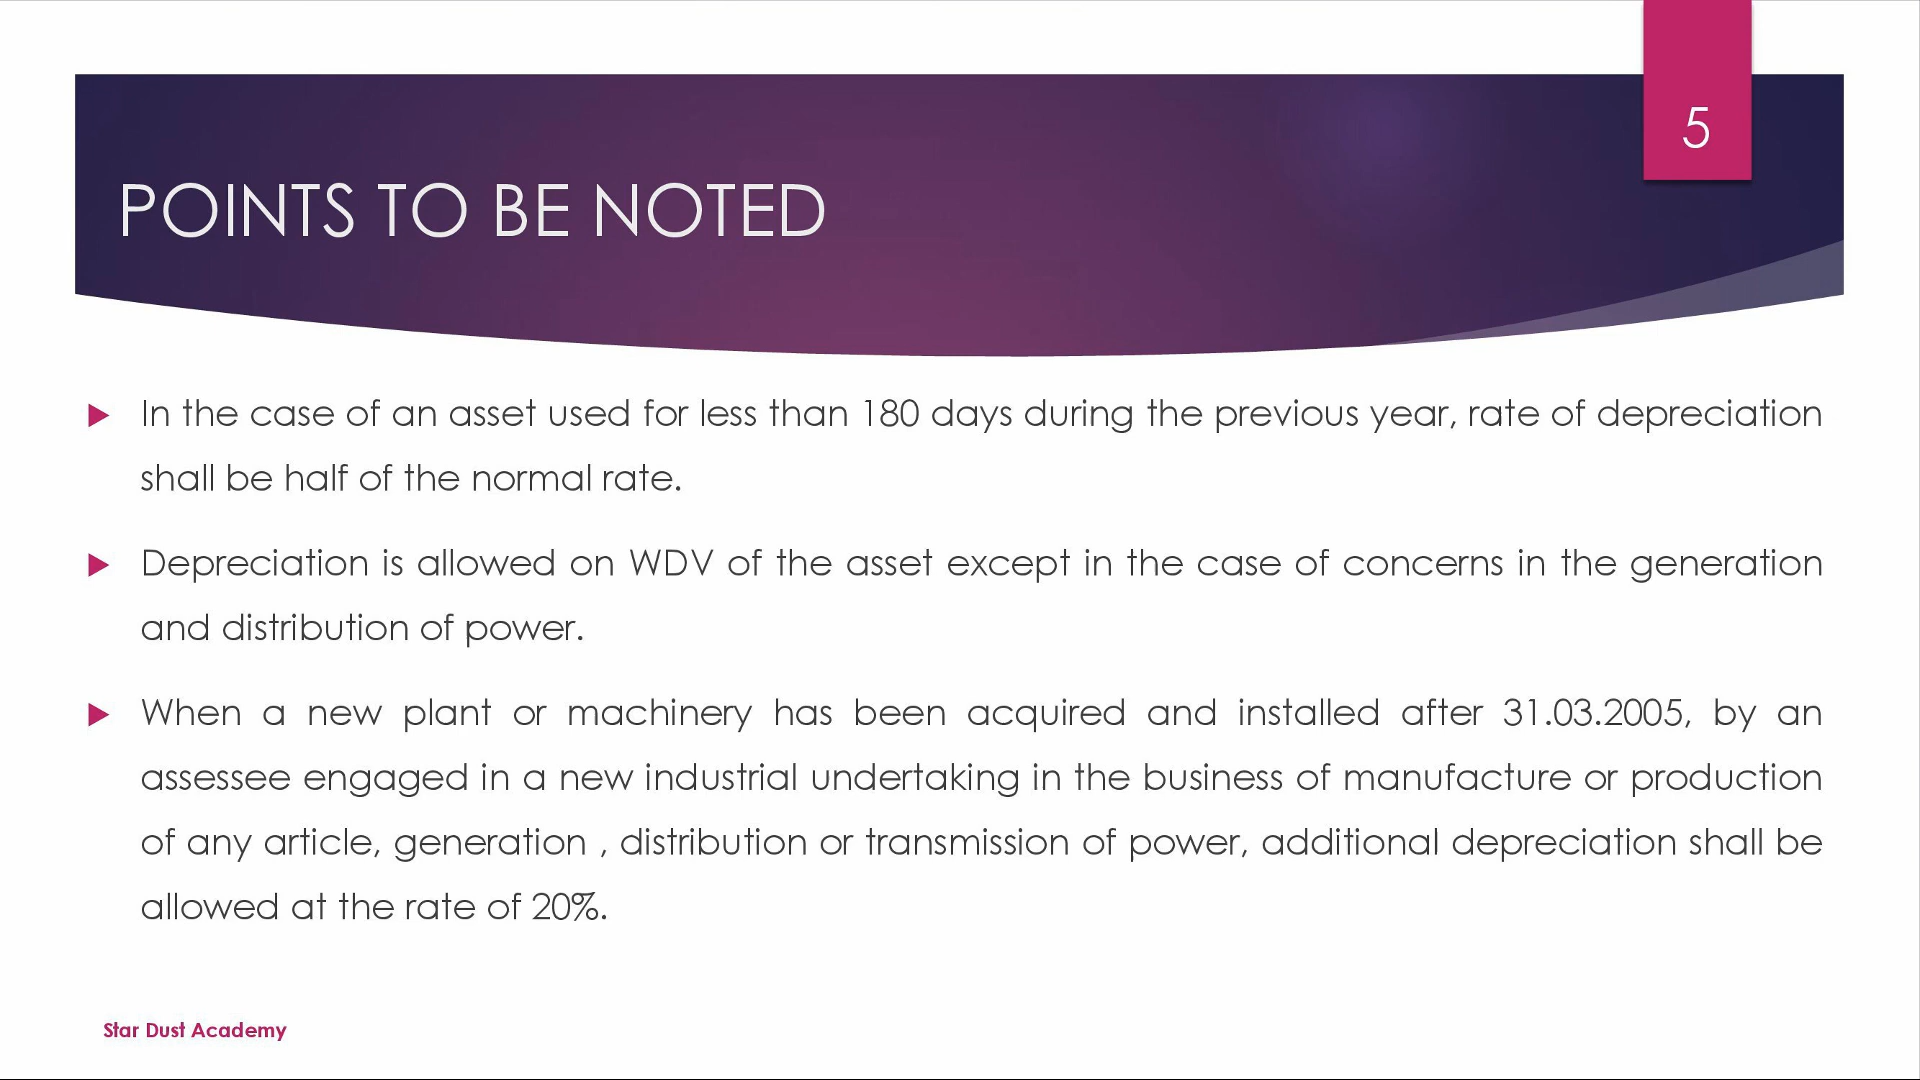 5
POINTS TO BE NOTED
In the case of an asset used for less than 180 days during the previous year, rate of depreciation
shall be half of the normal rate.
Depreciation is allowed on WDV of the asset except in the case of concerns in the generation
and distribution of power.
When a new plant or machinery has been acquired and installed after 31.03.2005, by an
assessee engaged in a new industrial undertaking in the business of manufacture or production
of any article, generation , distribution or transmission of power, additional depreciation shall be
allowed at the rate of 20%.
Star Dust Academy